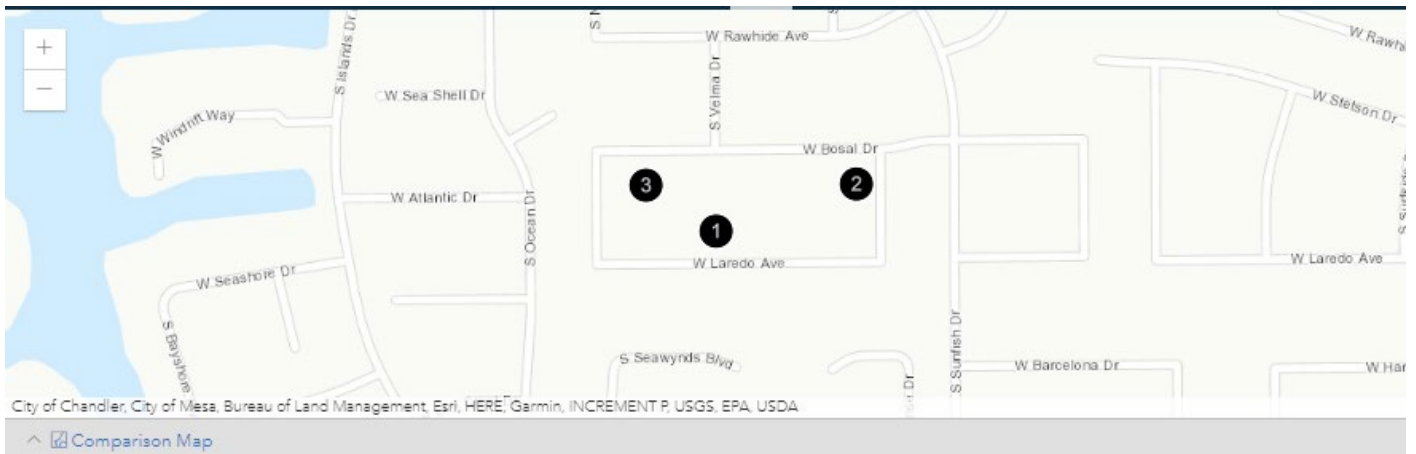 +
−
S Islands Dr
W Rawhide Ave
W Sea Shell Dr
S Velma Dr
W Stetson Dr
W Windrift Way
W Bosal Dr
3
2
W Atlantic Dr
S Ocean Dr
1
W Laredo Ave
W Laredo Ave
W Seashore Dr
S Bayshore
S Seawynds Blvd
S Sunfish Dr
W Barcelona Dr
W Har
City of Chandler, City of Mesa, Bureau of Land Management, Esri, HERE, Garmin, INCREMENT P, USGS, EPA, USDA
Comparison Map